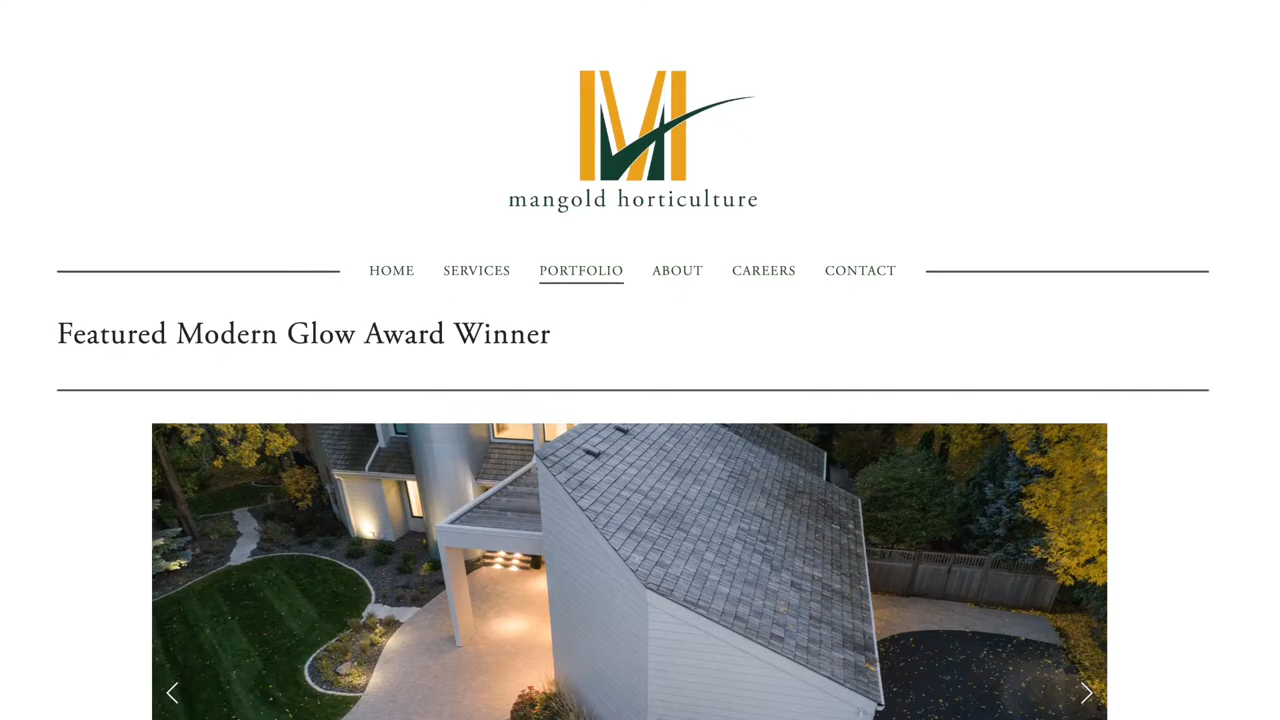 mangold horticulture
HOME SERVICES PORTFOLIO ABOUT CAREERS CONTACT
Featured Modern Glow Award Winner